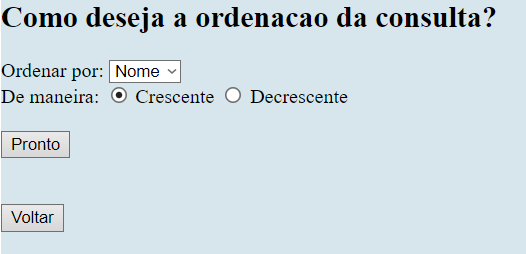 Como deseja a ordenacao da consulta?
Ordenar por: Nome
De maneira: Crescente Decrescente
Pronto
Voltar